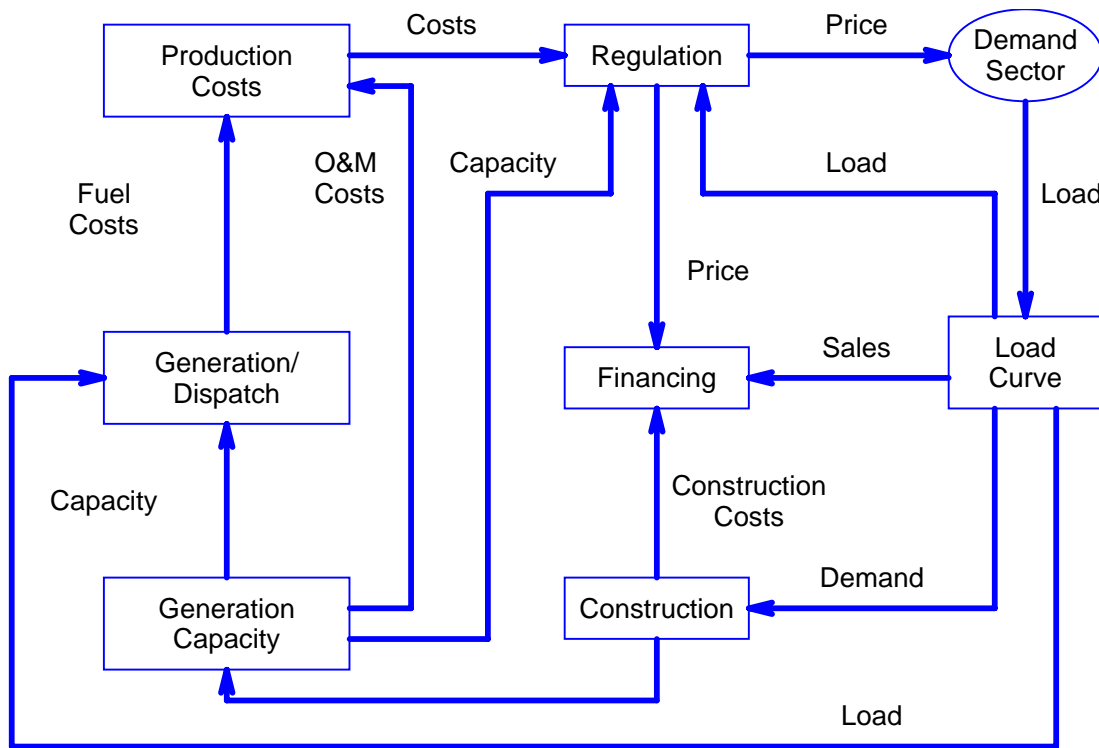 Costs
Price
Production
Costs
Regulation
Demand
Sector
O&M
Costs
Capacity
Load
Fuel
Costs
Load
Price
Generation/
Dispatch
Financing
Sales
Load
Curve
Capacity
Construction
Costs
Demand
Generation
Capacity
Construction
Load